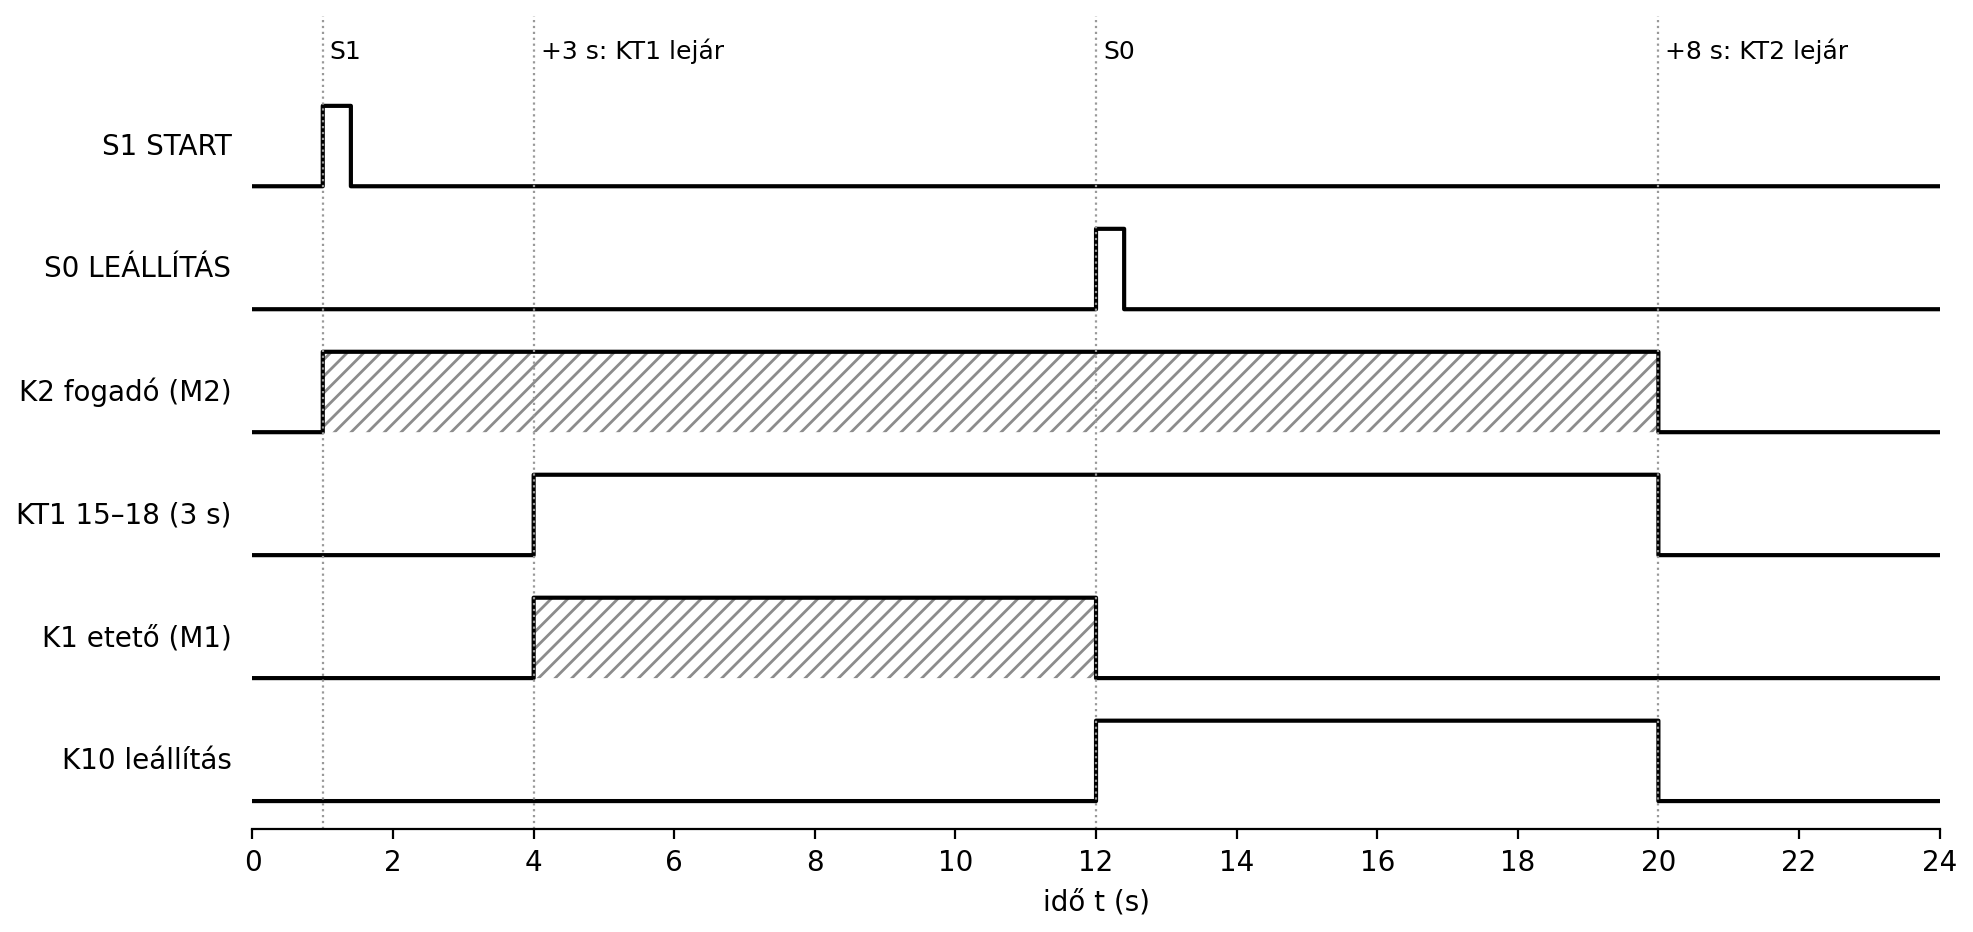 S1
+3 s: KT1 lejár
S0
+8 s: KT2 lejár
S1 START
S0 LEÁLLÍTÁS
K2 fogadó (M2)
KT1 15–18 (3 s)
K1 etető (M1)
K10 leállítás
0 2 4 6 8 10 12 14 16 18 20 22 24
idő t (s)